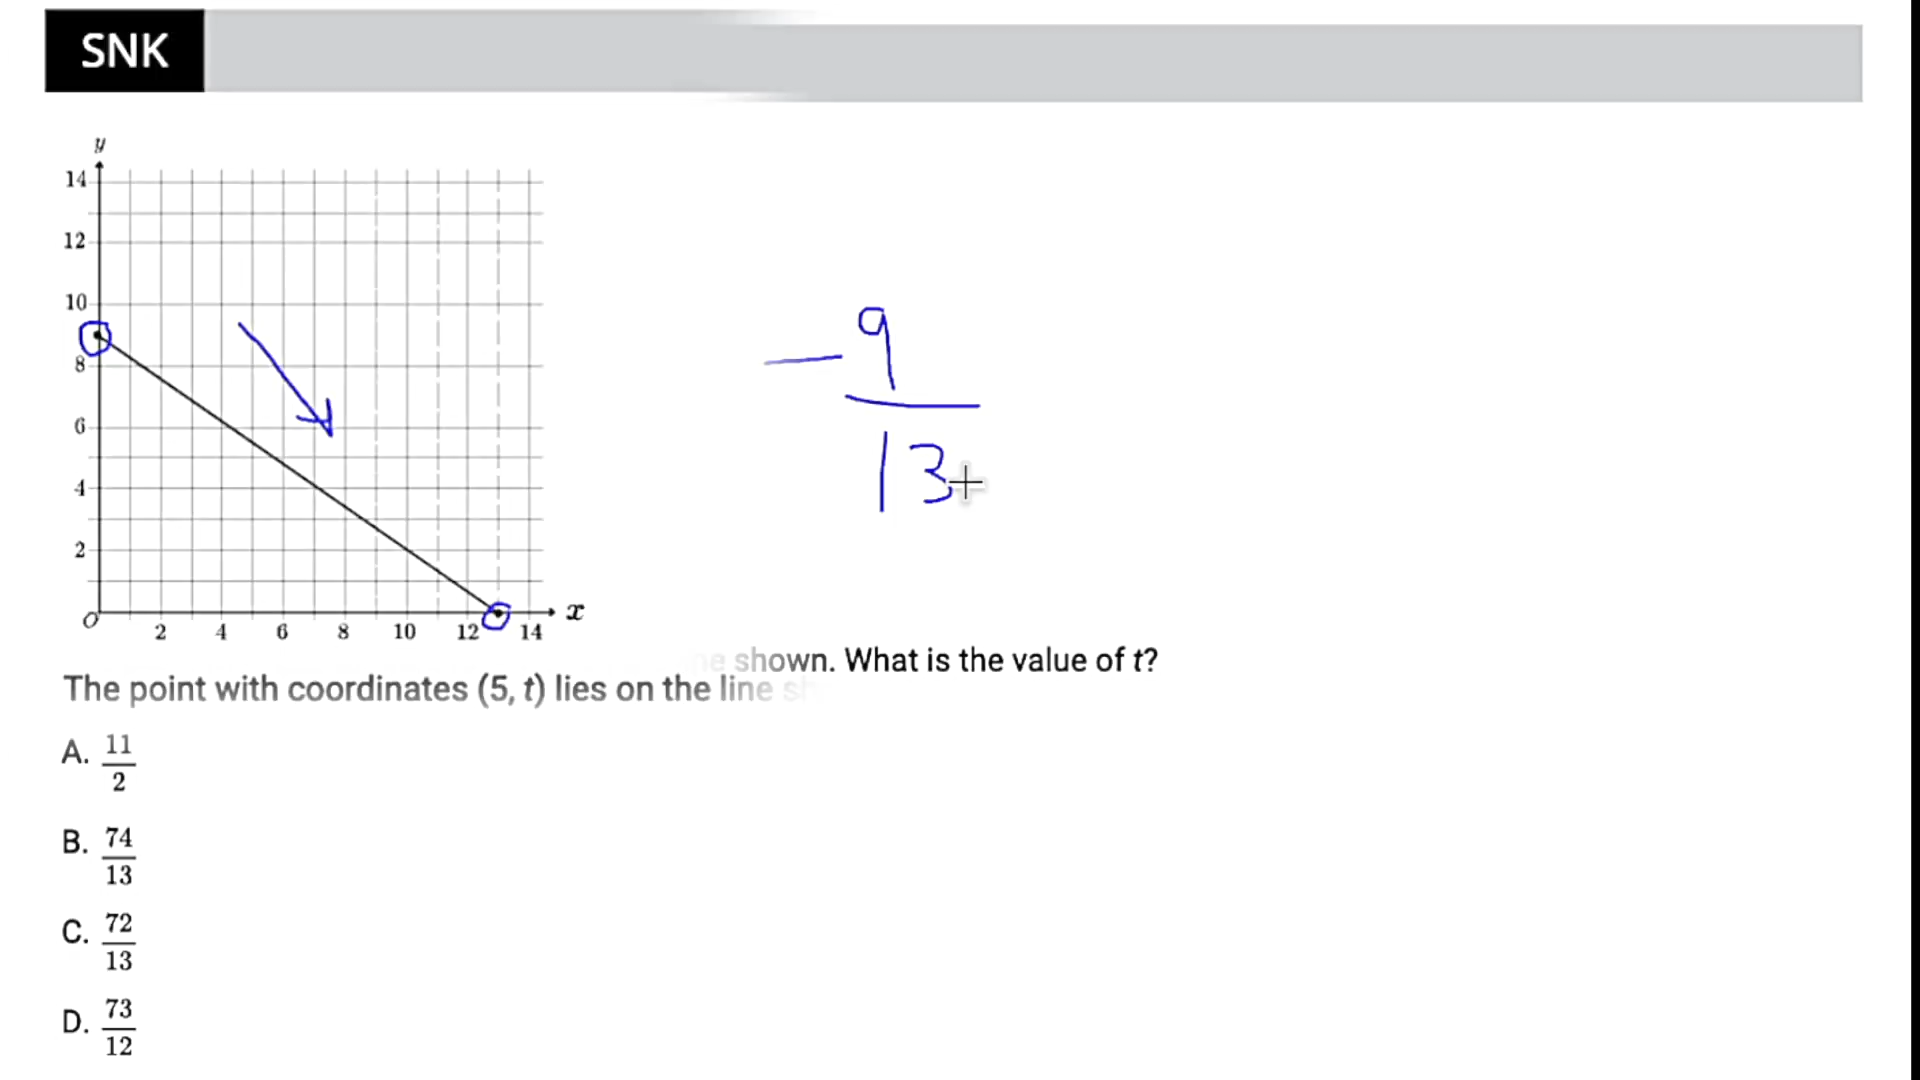 SNK
y
14
12
10
8
6
4
2
O
2 4 6 8 10 12 14 x
- 9
13
shown. What is the value of t?
The point with coordinates (5, t) lies on the line
A. 11/2
B. 74/13
C. 72/13
D. 73/12